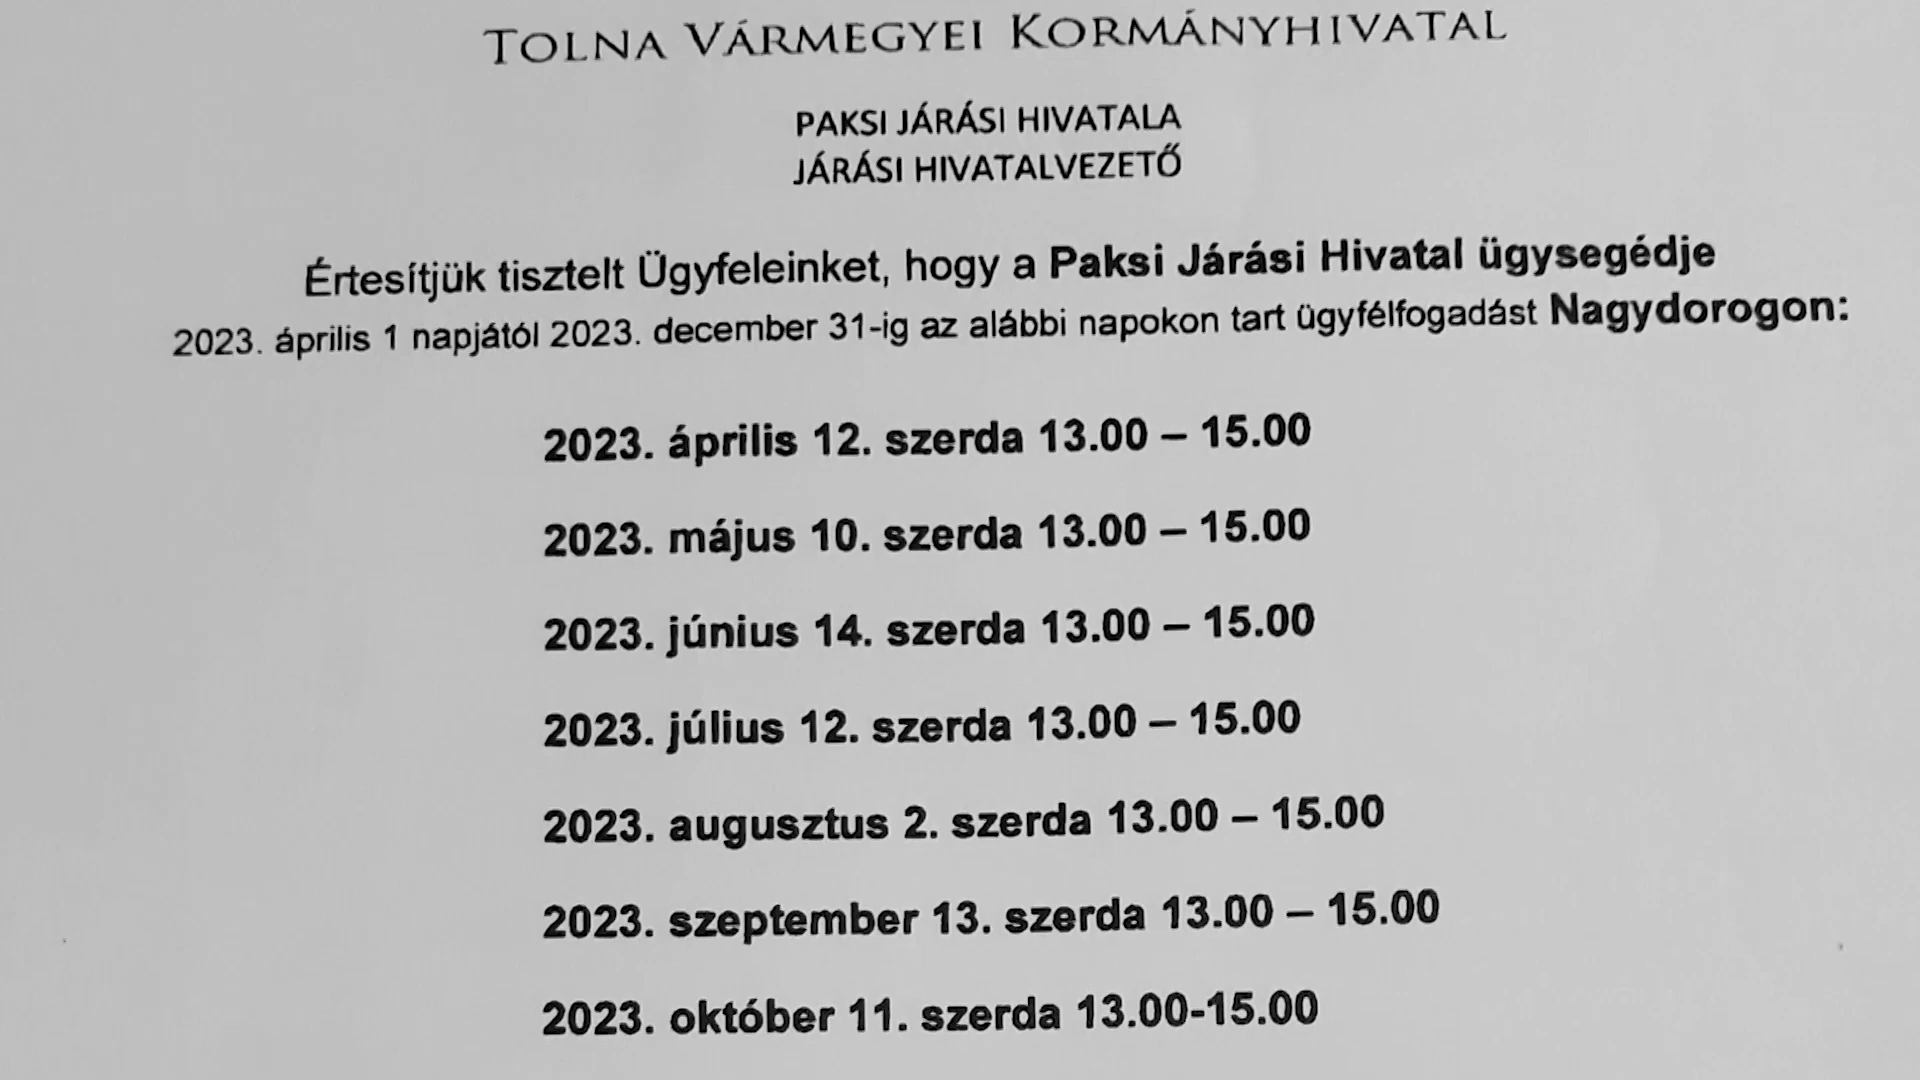 TOLNA VÁRMEGYEI KORMÁNYHIVATAL
PAKSI JÁRÁSI HIVATALA
JÁRÁSI HIVATALVEZETŐ
Értesítjük tisztelt Ügyfeleinket, hogy a Paksi Járási Hivatal ügysegédje
2023. április 1 napjától 2023. december 31-ig az alábbi napokon tart ügyfélfogadást Nagydorogon:
2023. április 12. szerda 13.00 – 15.00
2023. május 10. szerda 13.00 – 15.00
2023. június 14. szerda 13.00 – 15.00
2023. július 12. szerda 13.00 – 15.00
2023. augusztus 2. szerda 13.00 – 15.00
2023. szeptember 13. szerda 13.00 – 15.00
2023. október 11. szerda 13.00-15.00